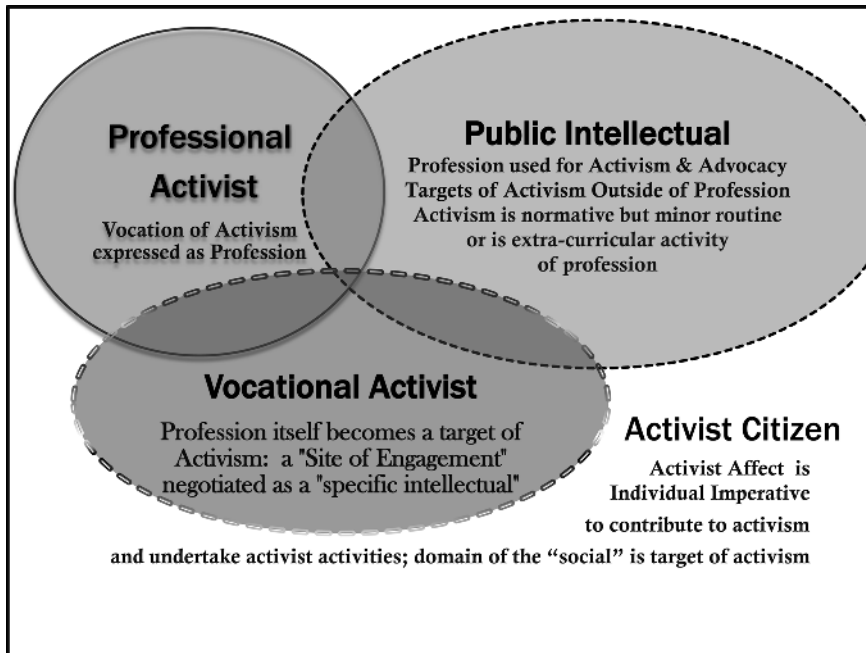 Professional
Activist
Vocation of Activism
expressed as Profession
Public Intellectual
Profession used for Activism & Advocacy
Targets of Activism Outside of Profession
Activism is normative but minor routine
or is extra-curricular activity
of profession
Vocational Activist
Profession itself becomes a target of
Activism: a "Site of Engagement"
negotiated as a "specific intellectual"
Activist Citizen
Activist Affect is
Individual Imperative
to contribute to activism
and undertake activist activities; domain of the “social” is target of activism